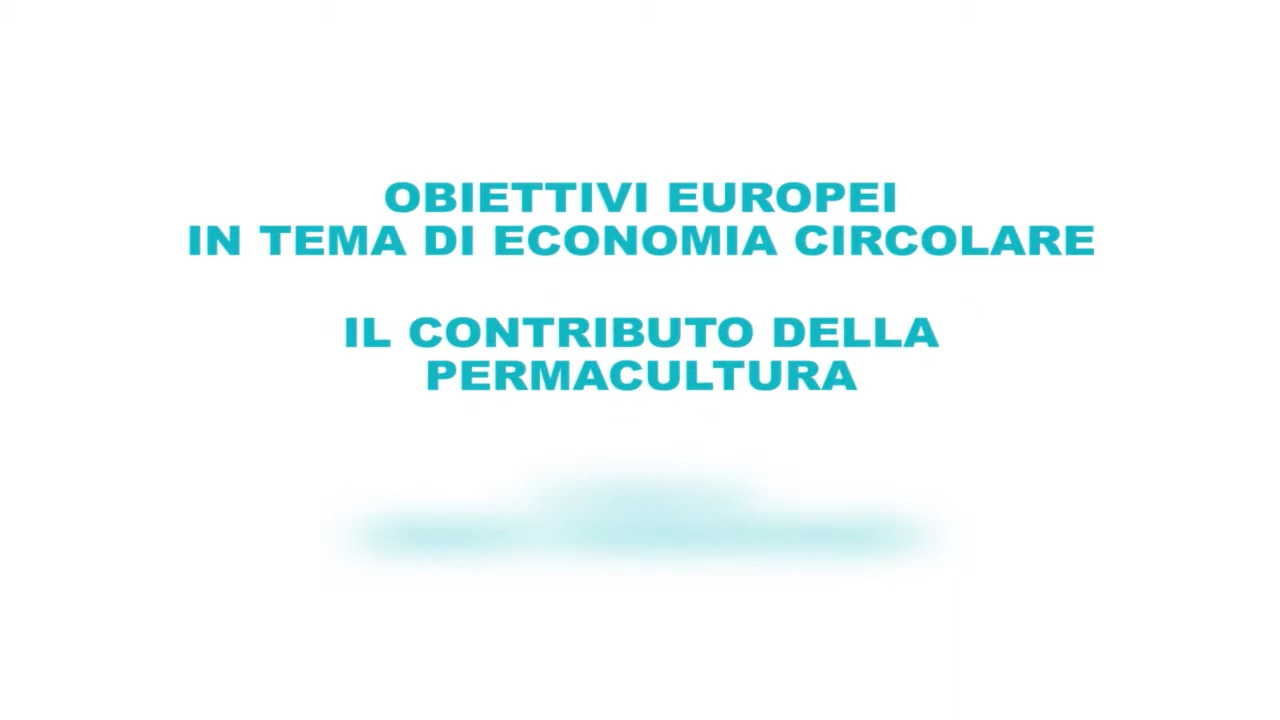 OBIETTIVI EUROPEI
IN TEMA DI ECONOMIA CIRCOLARE
IL CONTRIBUTO DELLA
PERMACULTURA